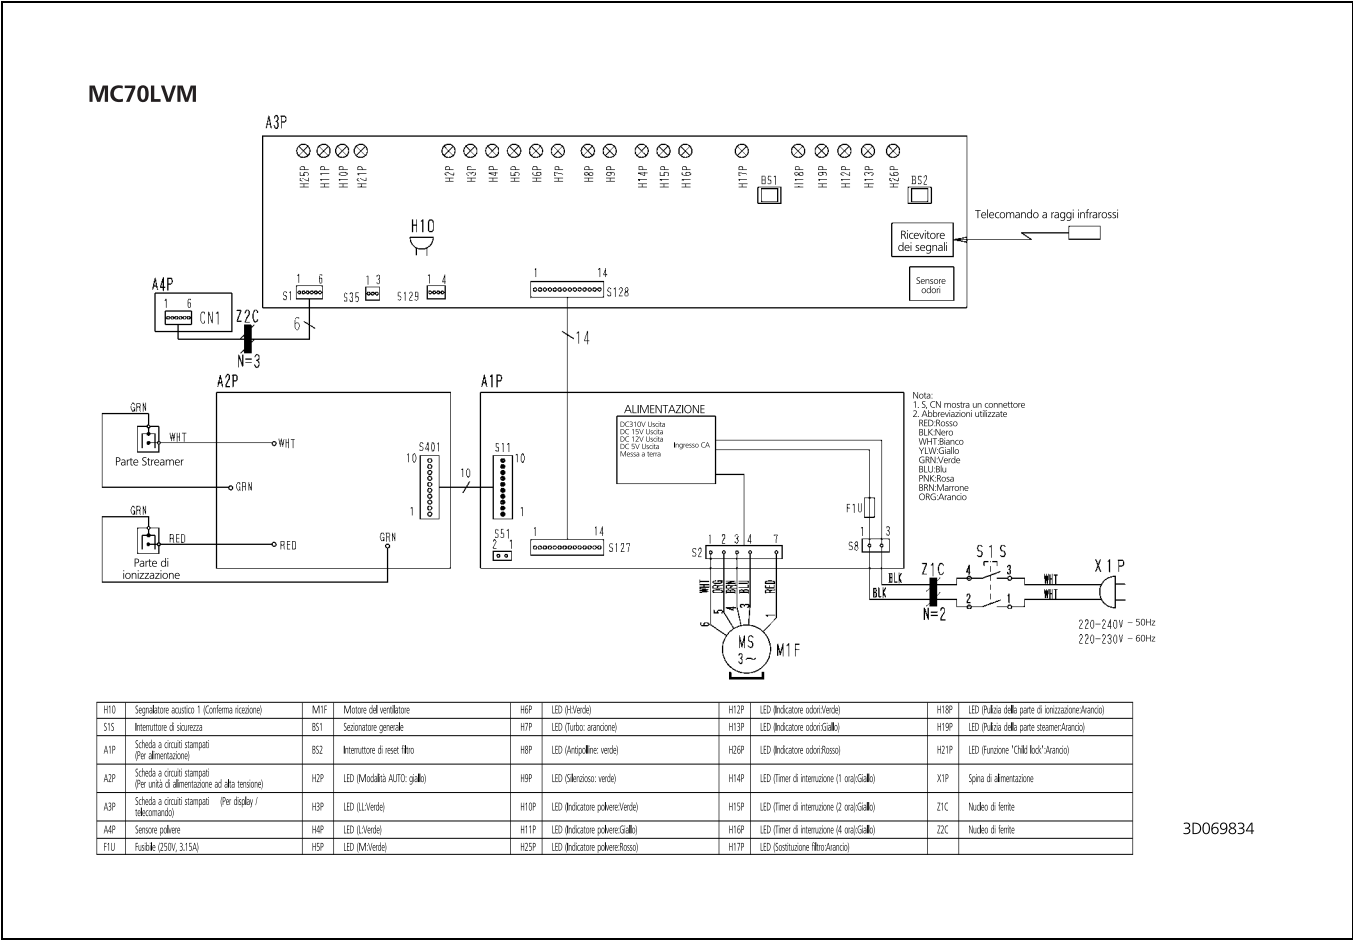 MC70LVM
A3P
H25P H11P H10P H21P H2P H3P H4P H5P H6P H7P H8P H9P H14P H15P H16P H17P H18P H19P H12P H13P H26P
BS1
BS2
H10
Telecomando a raggi infrarossi
Ricevitore
dei segnali
Sensore
odori
A4P
1 6
CN1
Z2C
N=3
1 6
S1
6
1 3
S35
1 4
S129
1 14
S128
14
A2P
A1P
GRN
WHT
WHT
Parte Streamer
GRN
GRN
RED
RED
Parte di
ionizzazione
GRN
S401
10
1
10
S11
10
1
S51
2 1
1 14
S127
ALIMENTAZIONE
DC310V Uscita
DC 15V Uscita
DC 12V Uscita
DC 5V Uscita
Messa a terra
Ingresso CA
F1U
1 3
S8
1 2 3 4 7
S2
WHT ORG BRN BLU RED
6 5 4 3 1
MS
3~
M1F
Nota:
1. S, CN mostra un connettore
2. Abbreviazioni utilizzate
RED:Rosso
BLK:Nero
WHT:Bianco
YLW:Giallo
GRN:Verde
BLU:Blu
PNK:Rosa
BRN:Marrone
ORG:Arancio
BLK
BLK
Z1C
N=2
S1S
4 3
2 1
WHT
WHT
X1P
220-240V – 50Hz
220-230V – 60Hz
H10 Segnalatore acustico 1 (Conferma ricezione) M1F Motore del ventilatore H6P LED (H:Verde) H12P LED (Indicatore odori:Verde) H18P LED (Pulizia della parte di ionizzazione:Arancio)
S1S Interruttore di sicurezza BS1 Sezionatore generale H7P LED (Turbo: arancione) H13P LED (Indicatore odori:Giallo) H19P LED (Pulizia della parte steamer:Arancio)
A1P Scheda a circuiti stampati (Per alimentazione) BS2 Interruttore di reset filtro H8P LED (Antipolline: verde) H26P LED (Indicatore odori:Rosso) H21P LED (Funzione 'Child lock':Arancio)
A2P Scheda a circuiti stampati (Per unità di alimentazione ad alta tensione) H2P LED (Modalità AUTO: giallo) H9P LED (Silenzioso: verde) H14P LED (Timer di interruzione (1 ora):Giallo X1P Spina di alimentazione
A3P Scheda a circuiti stampati (Per display / telecomando) H3P LED (LL:Verde) H10P LED (Indicatore polvere:Verde) H15P LED (Timer di interruzione (2 ora):Giallo) Z1C Nucleo di ferrite
A4P Sensore polvere H4P LED (L:Verde) H11P LED (Indicatore polvere:Giallo) H16P LED (Timer di interruzione (4 ora):Giallo) Z2C Nucleo di ferrite
F1U Fusibile (250V, 3.15A) H5P LED (M:Verde) H25P LED (Indicatore polvere:Rosso) H17P LED (Sostituzione filtro:Arancio)
3D069834